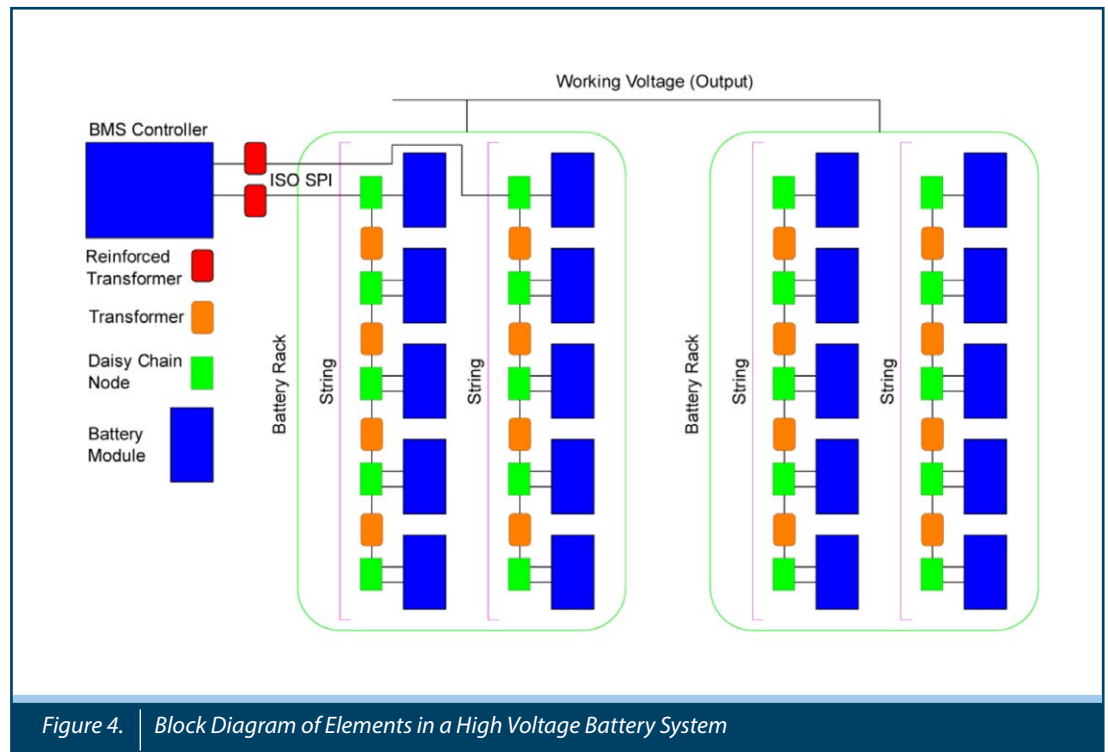 Working Voltage (Output)
BMS Controller
ISO SPI
Reinforced
Transformer
Transformer
Daisy Chain
Node
Battery
Module
Battery Rack
String
String
Battery Rack
String
String
Figure 4. Block Diagram of Elements in a High Voltage Battery System